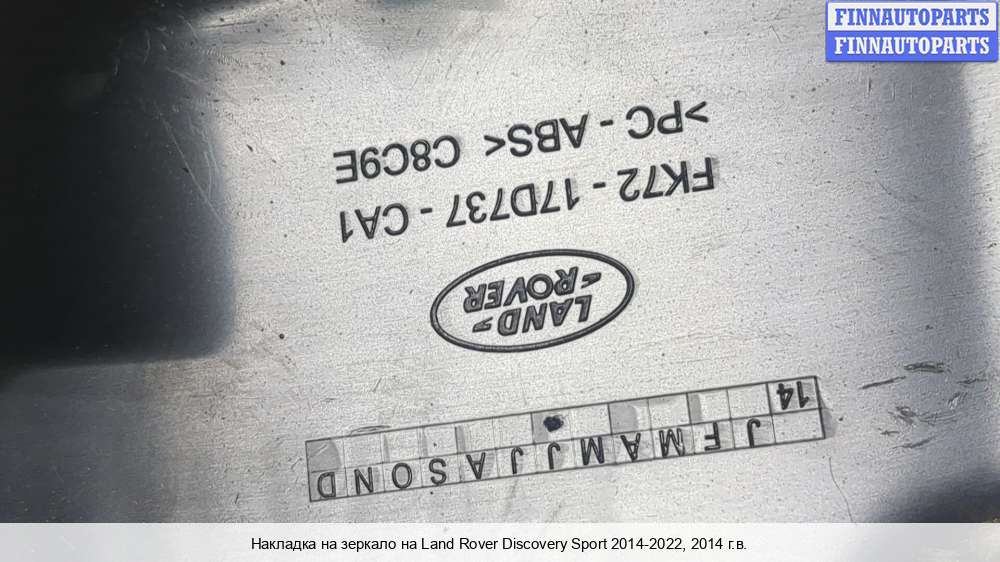 FINNAUTOPARTS
FINNAUTOPARTS
J F M A M J J A S O N D
14
LAND
ROVER
FK72 - 17D737 - CA1
>PC - ABS< C8C9E
Накладка на зеркало на Land Rover Discovery Sport 2014-2022, 2014 г.в.